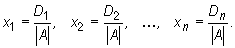 x₁ = D₁/|A|, x₂ = D₂/|A|, ..., xₙ = Dₙ/|A|.